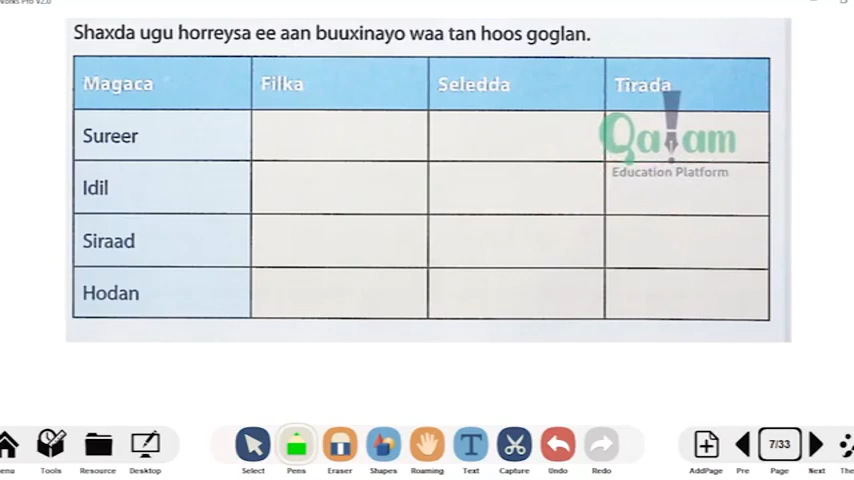 Shaxda ugu horreysa ee aan buuxinayo waa tan hoos goglan.
Magaca Filka Seledda Tirada
Sureer
Qalam
Education Platform
Idil
Siraad
Hodan
Tools Resource Desktop Select Pens Eraser Shapes Roaming Text Capture Undo Redo AddPage Pre Page Next
7/33